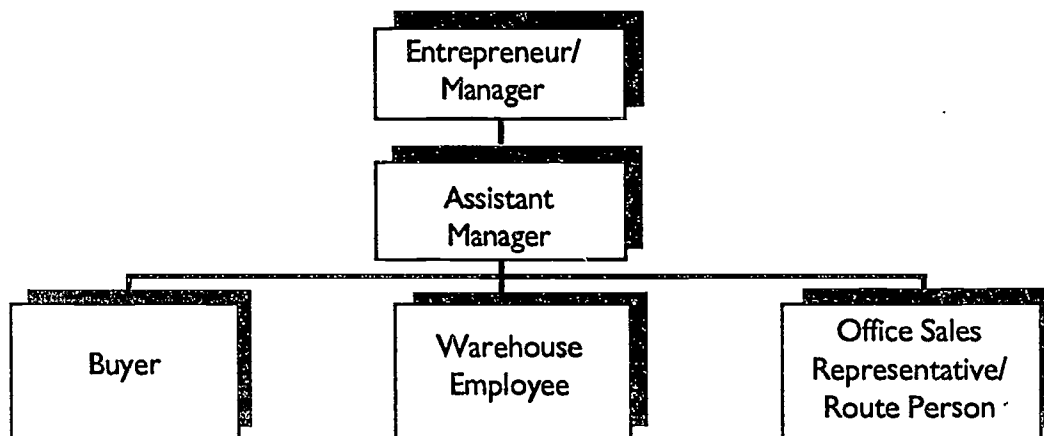 Entrepreneur/
Manager
Assistant
Manager
Buyer
Warehouse
Employee
Office Sales
Representative/
Route Person